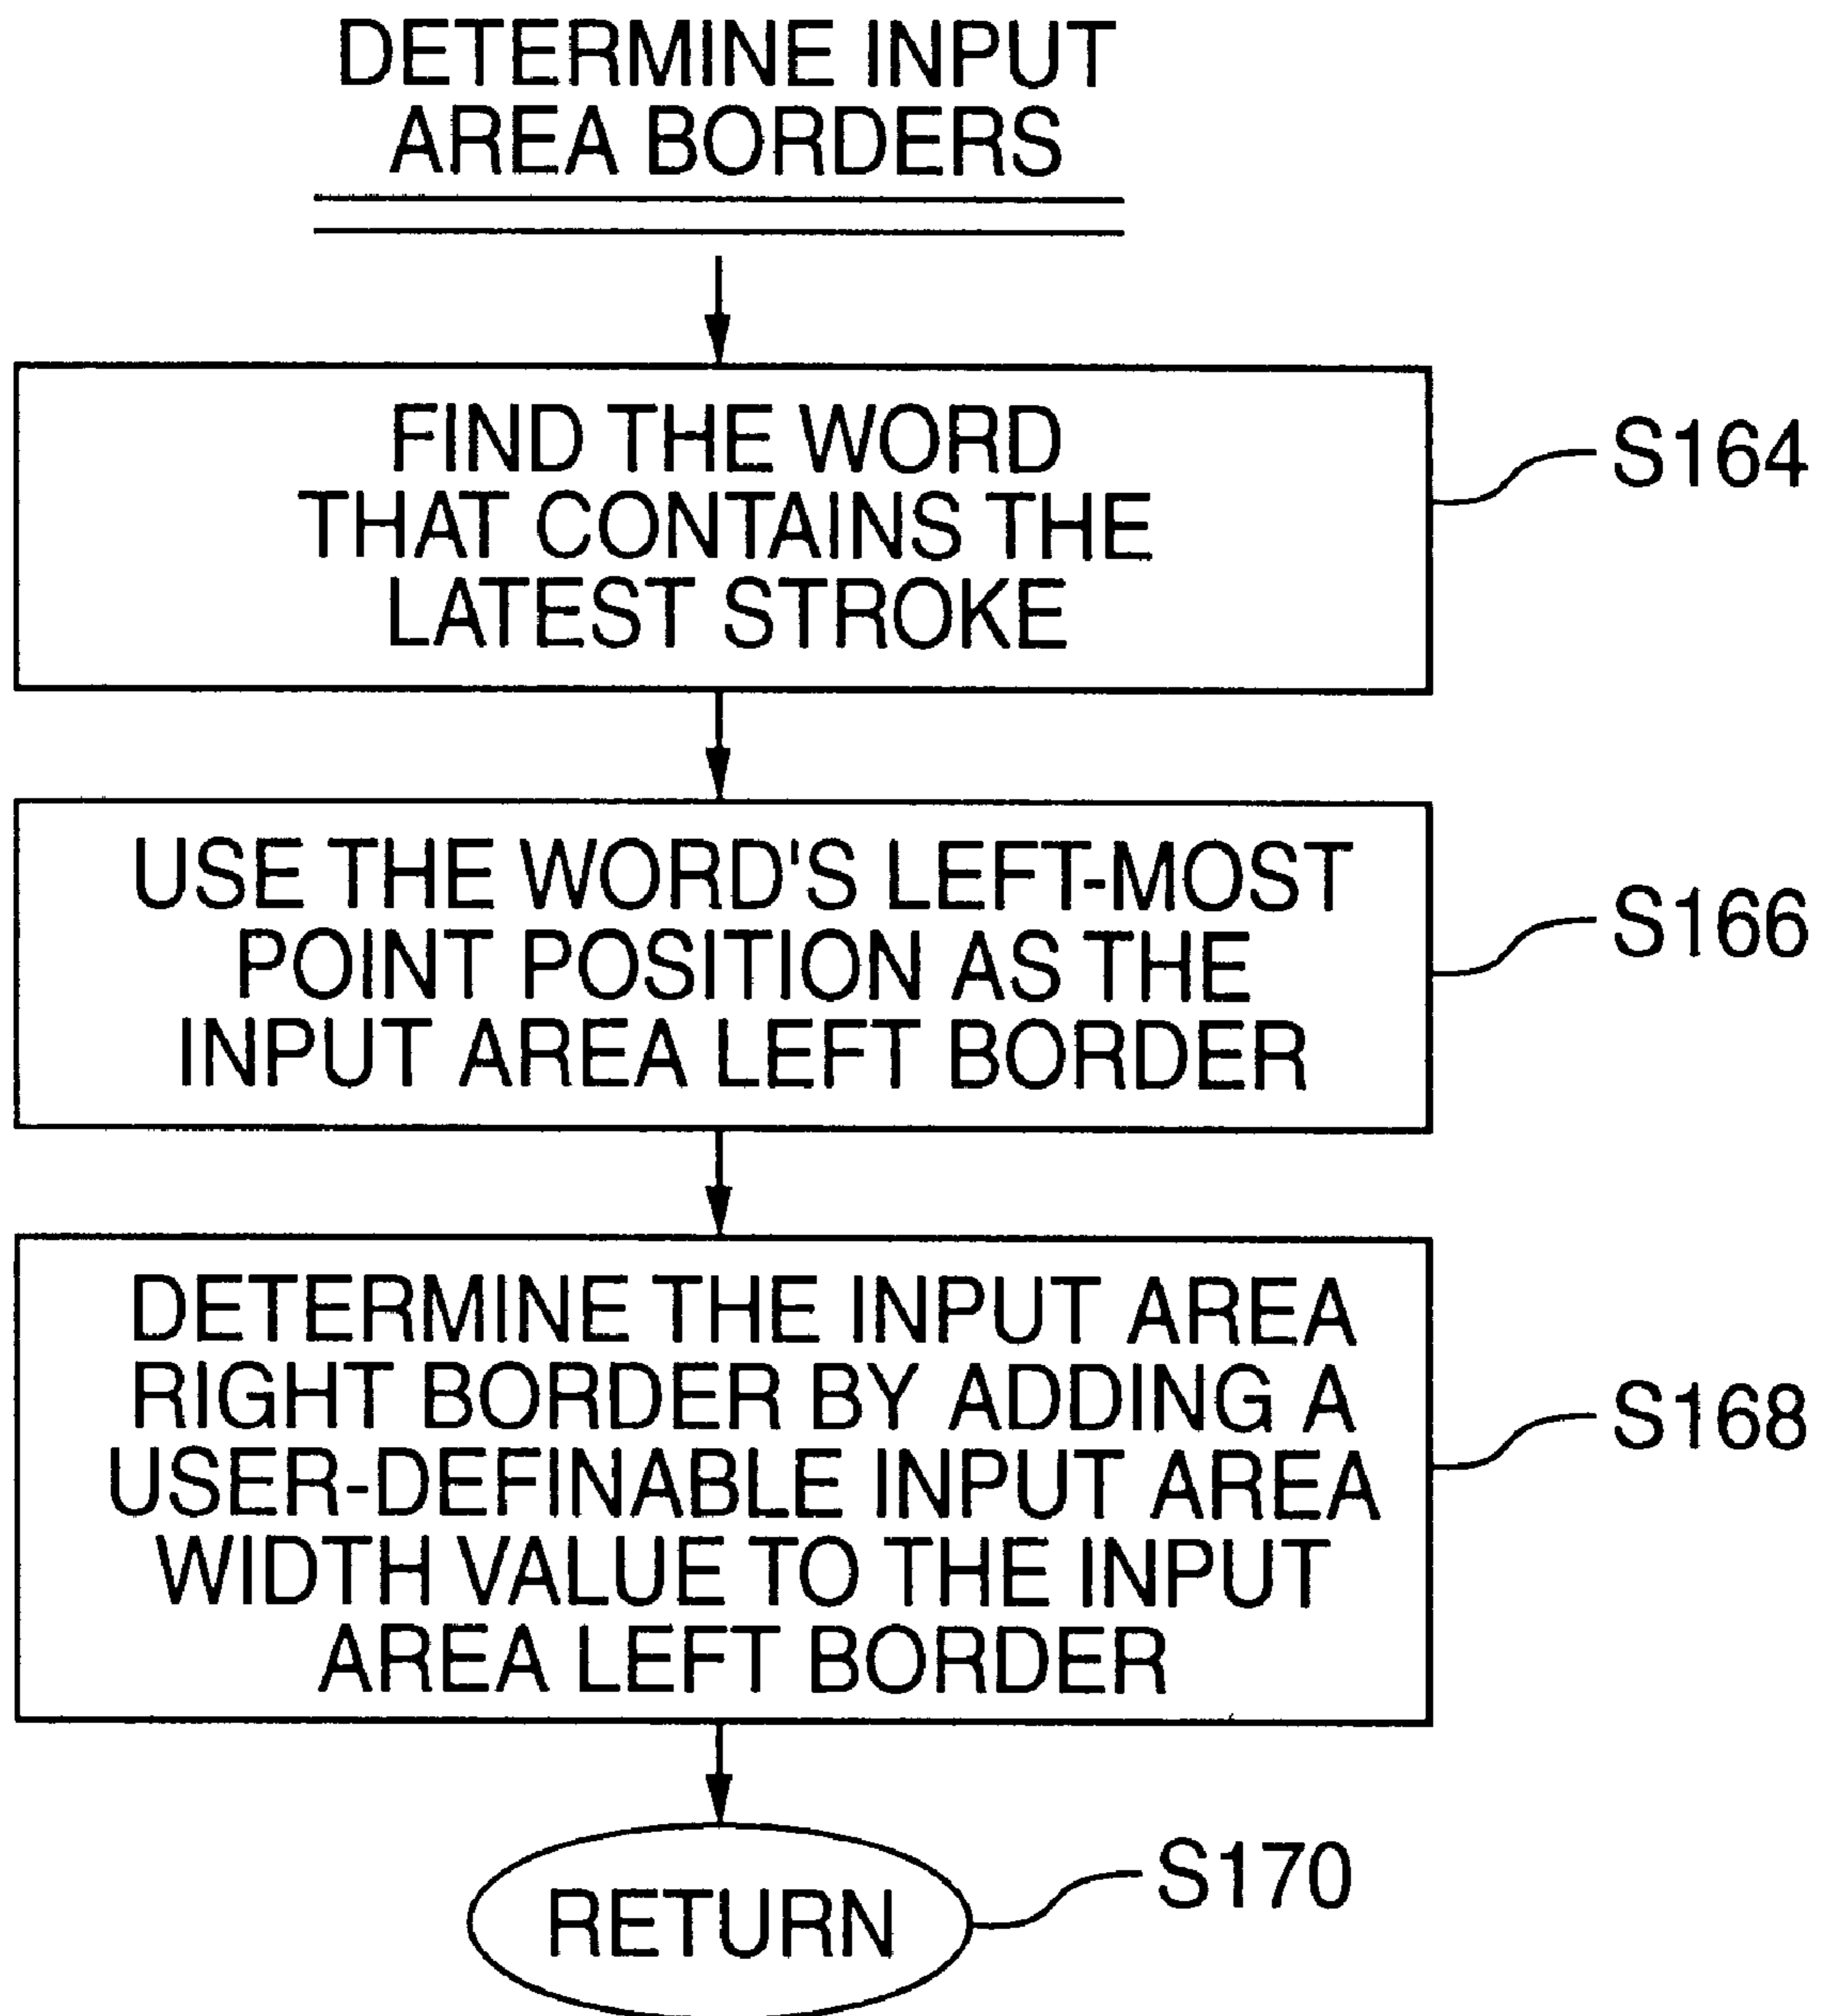 DETERMINE INPUT
AREA BORDERS
FIND THE WORD
THAT CONTAINS THE
LATEST STROKE
S164
USE THE WORD'S LEFT-MOST
POINT POSITION AS THE
INPUT AREA LEFT BORDER
S166
DETERMINE THE INPUT AREA
RIGHT BORDER BY ADDING A
USER-DEFINABLE INPUT AREA
WIDTH VALUE TO THE INPUT
AREA LEFT BORDER
S168
RETURN
S170